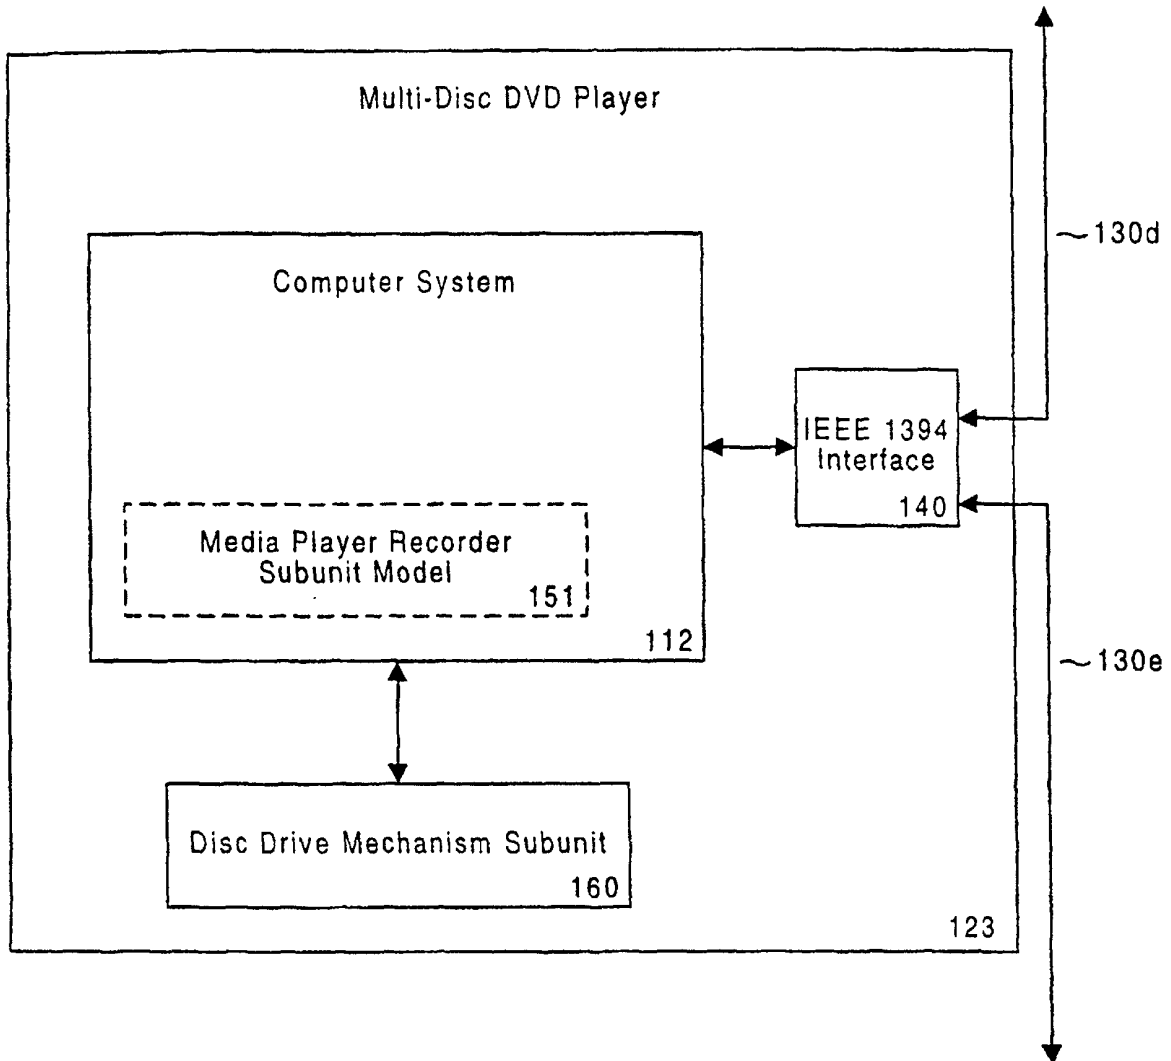 Multi-Disc DVD Player
~130d
Computer System
IEEE 1394
Interface
140
Media Player Recorder
Subunit Model
151
112
~130e
Disc Drive Mechanism Subunit
160
123